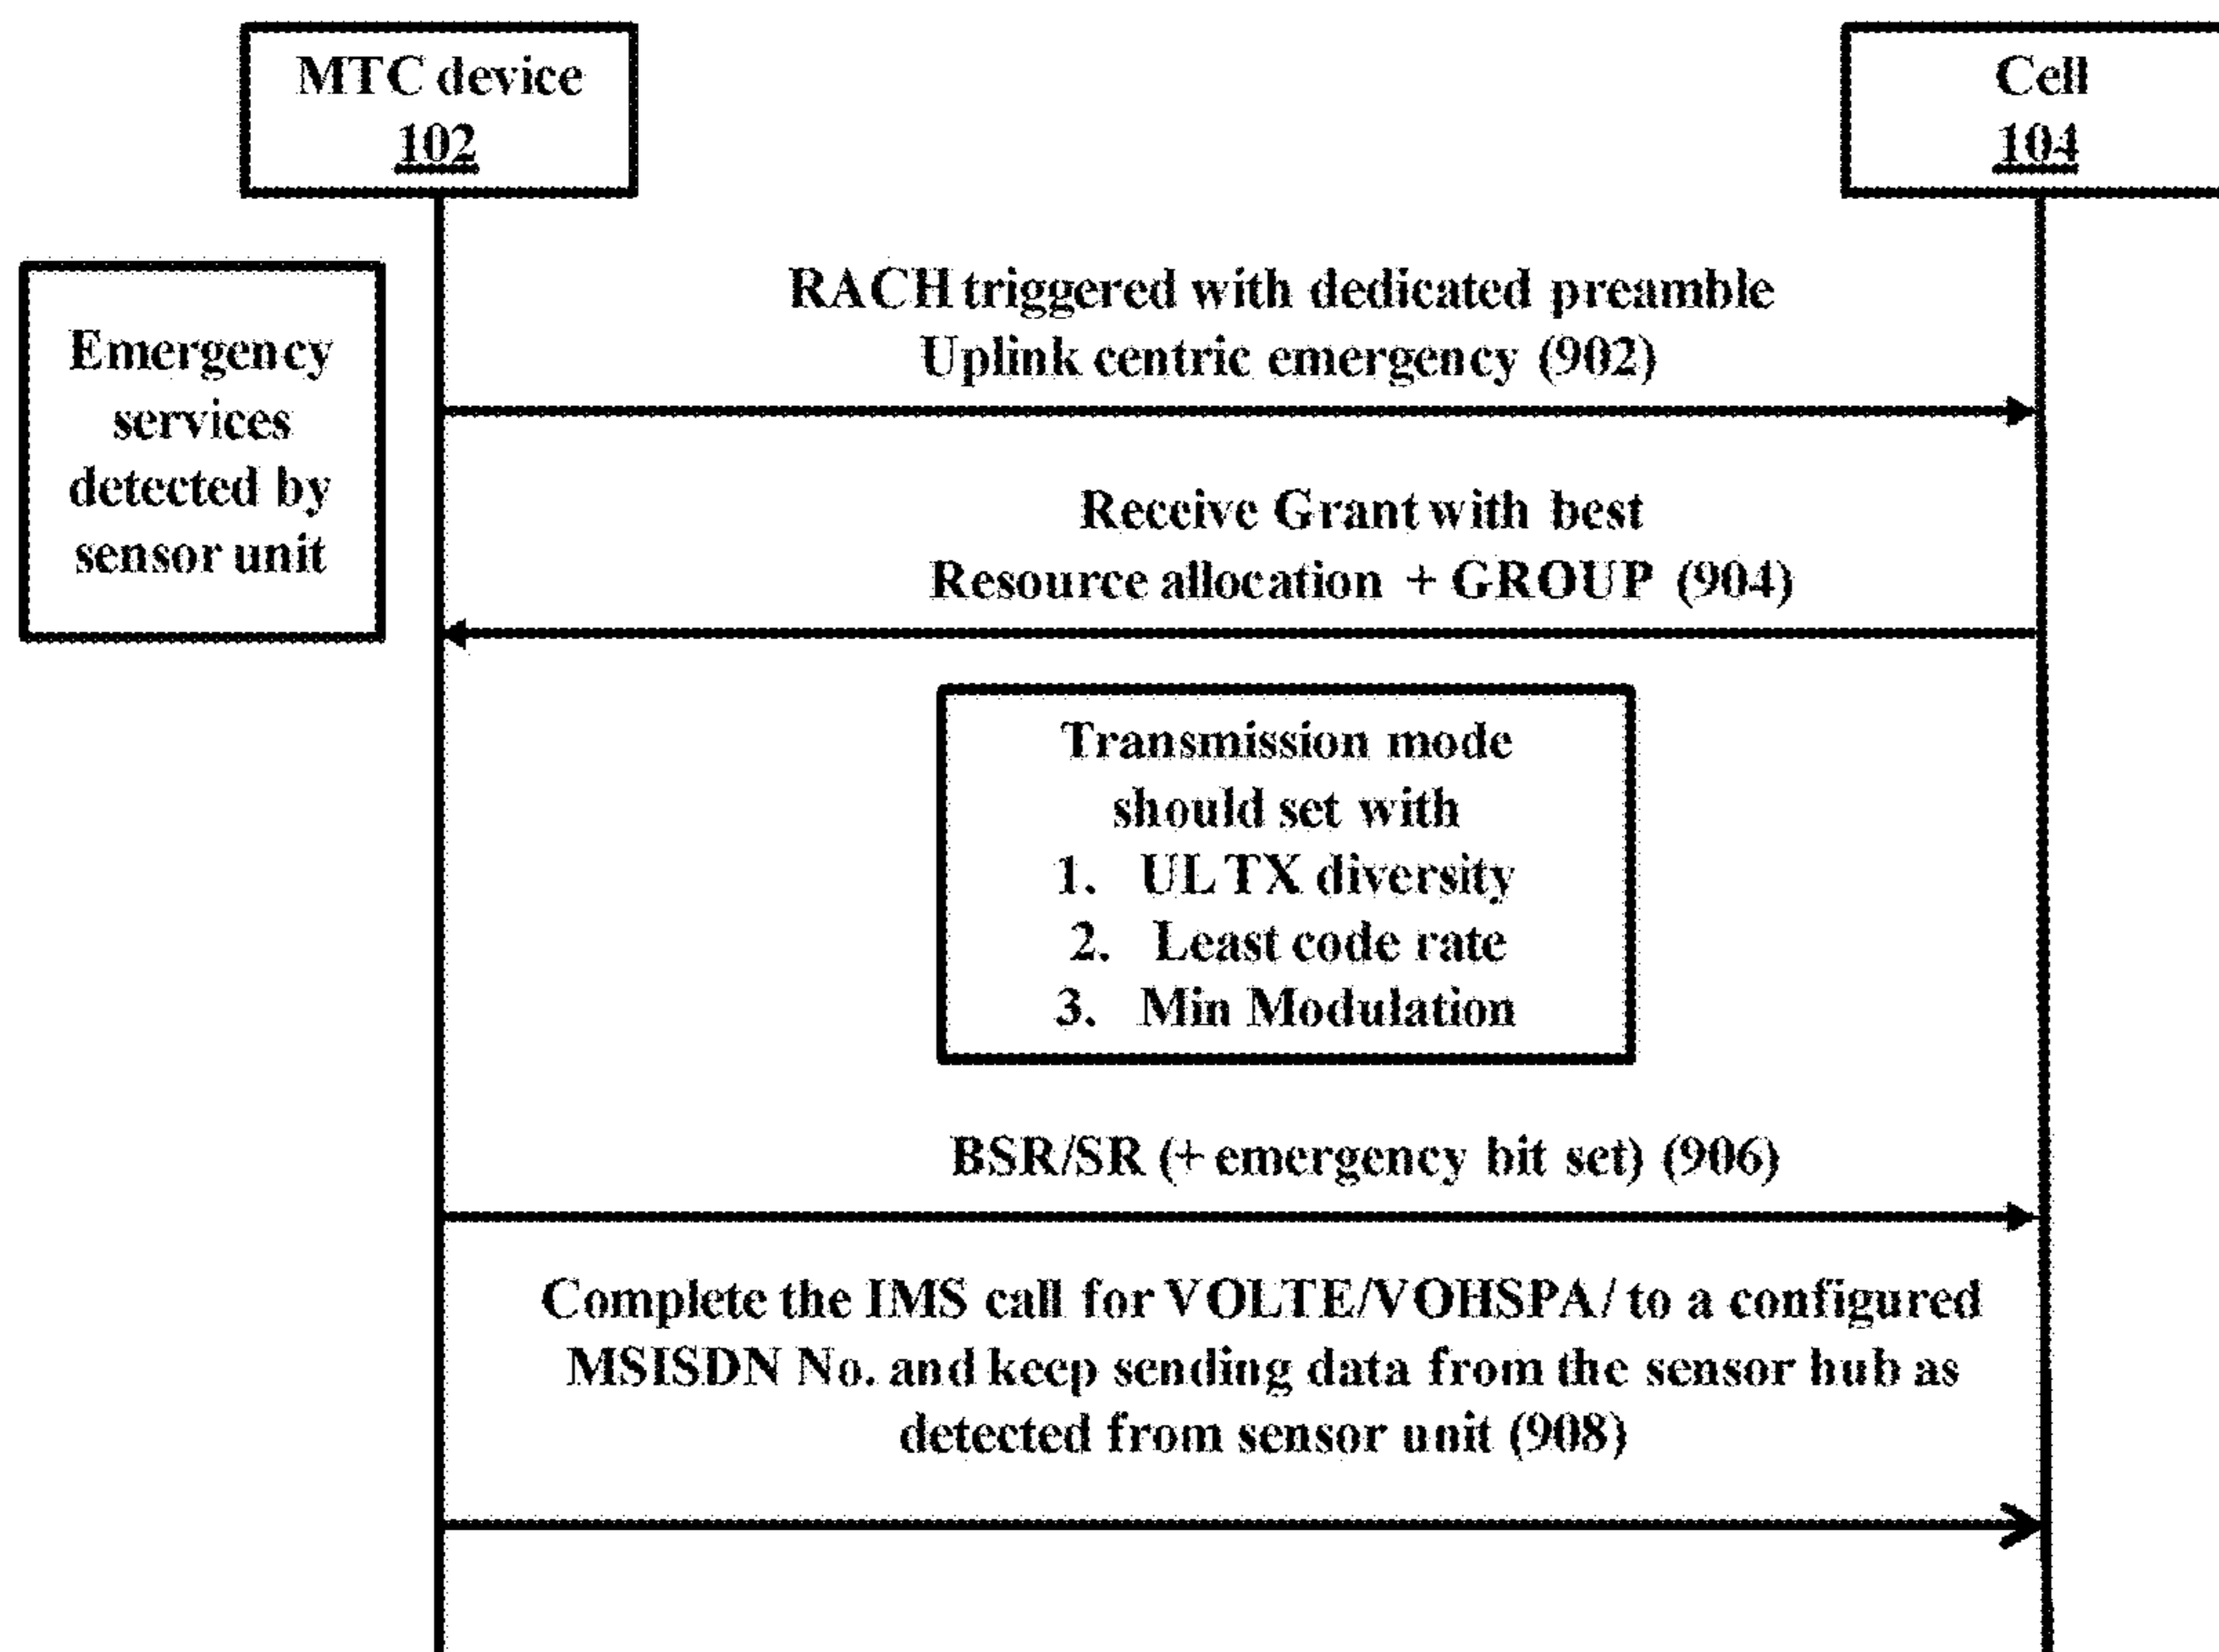 MTC device
102
Cell
104
Emergency
services
detected by
sensor unit
RACH triggered with dedicated preamble
Uplink centric emergency (902)
Receive Grant with best
Resource allocation + GROUP (904)
Transmission mode
should set with
1. UL TX diversity
2. Least code rate
3. Min Modulation
BSR/SR (+ emergency bit set) (906)
Complete the IMS call for VOLTE/VOHSPA/ to a configured
MSISDN No. and keep sending data from the sensor hub as
detected from sensor unit (908)